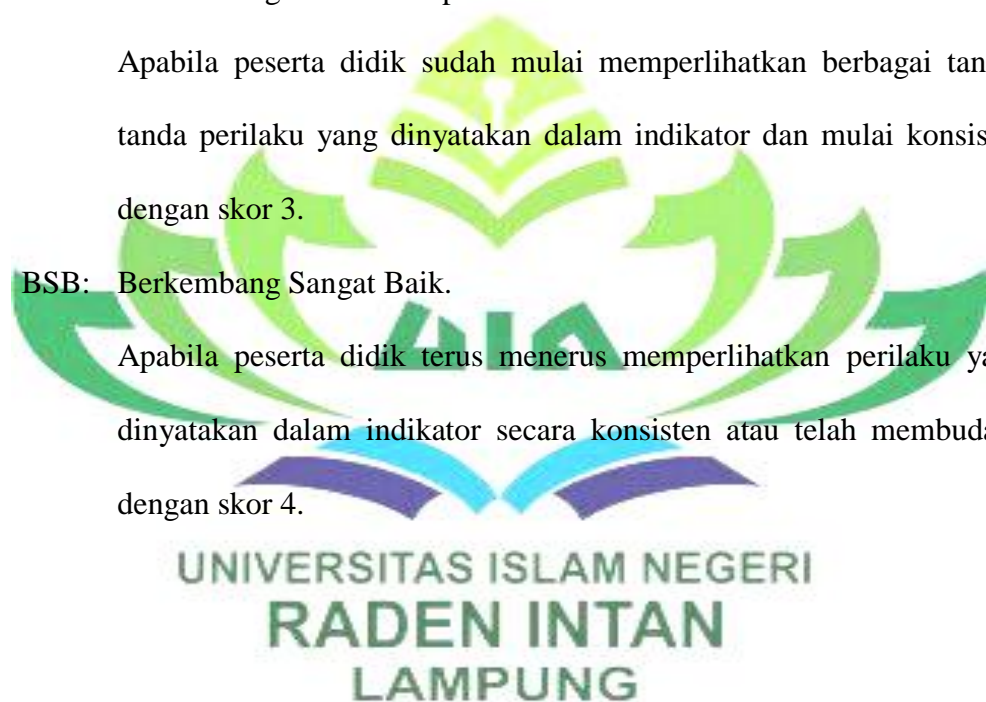 Apabila peserta didik sudah mulai memperlihatkan berbagai tan
tanda perilaku yang dinyatakan dalam indikator dan mulai konsis
dengan skor 3.
BSB: Berkembang Sangat Baik.
Apabila peserta didik terus menerus memperlihatkan perilaku ya
dinyatakan dalam indikator secara konsisten atau telah membuda
dengan skor 4.
UIN
UNIVERSITAS ISLAM NEGERI
RADEN INTAN
LAMPUNG